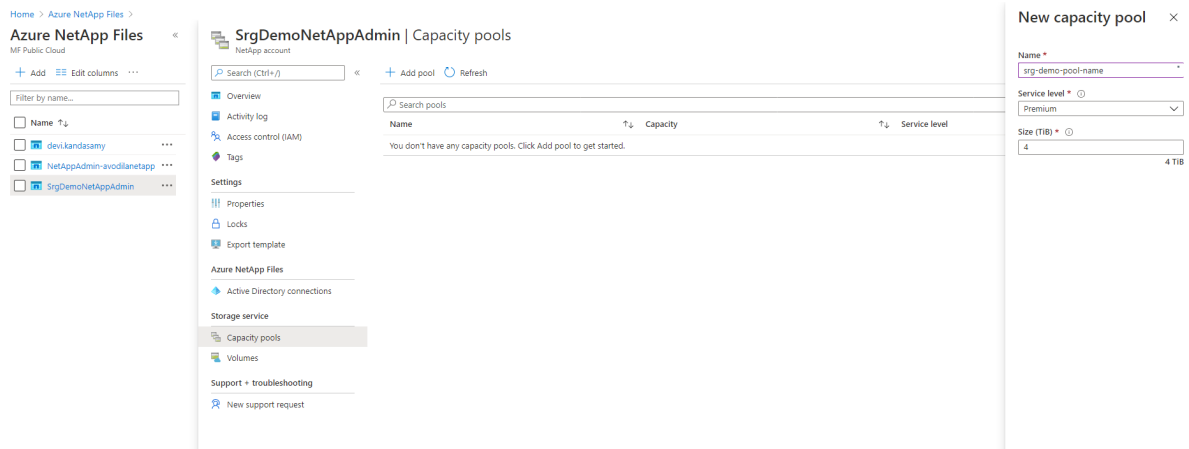 Home > Azure NetApp Files >
Azure NetApp Files «
MF Public Cloud
+ Add Edit columns ···
Filter by name...
Name ↑↓
devi.kandasamy ···
NetAppAdmin-avodilanetapp ···
SrgDemoNetAppAdmin ···
SrgDemoNetAppAdmin | Capacity pools
NetApp account
Search (Ctrl+/) «
Overview
Activity log
Access control (IAM)
Tags
Settings
Properties
Locks
Export template
Azure NetApp Files
Active Directory connections
Storage service
Capacity pools
Volumes
Support + troubleshooting
New support request
+ Add pool Refresh
Search pools
Name ↑↓ Capacity ↑↓ Service level
You don't have any capacity pools. Click Add pool to get started.
New capacity pool ×
Name *
srg-demo-pool-name
Service level *
Premium
Size (TiB) *
4
4 TiB